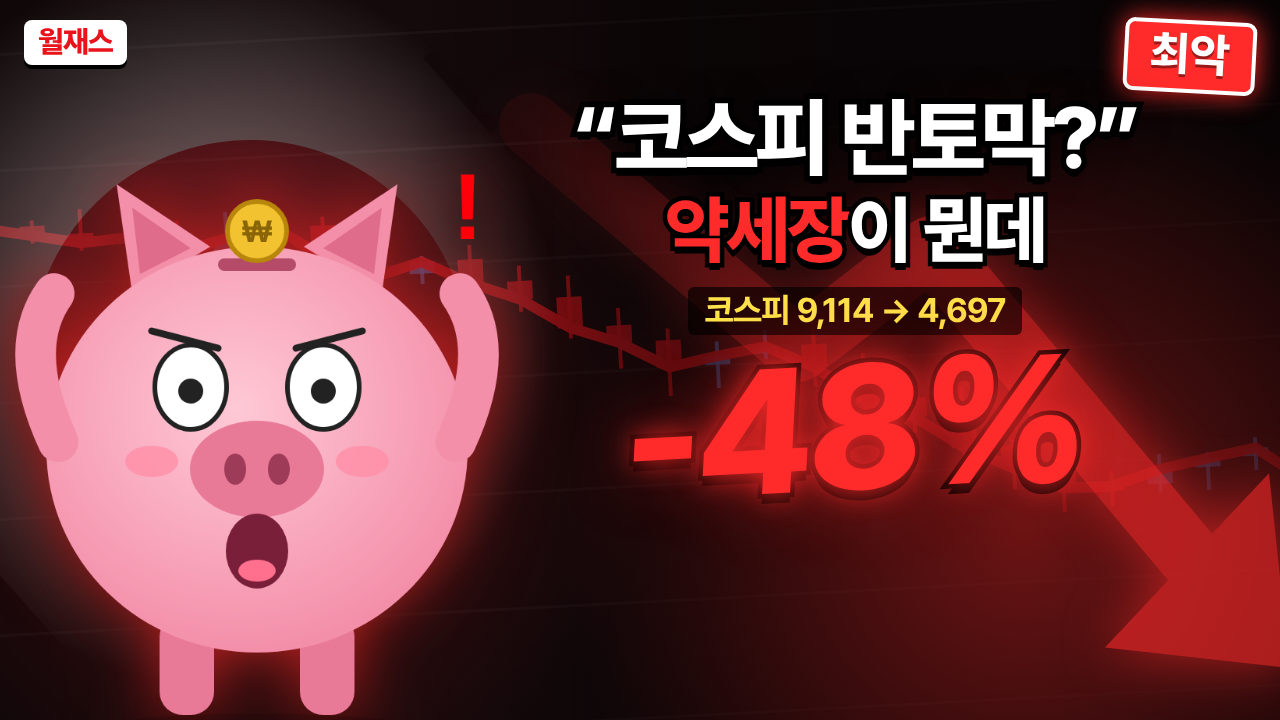 월재스
최악
“코스피 반토막?”
약세장이 뭔데
코스피 9,114 → 4,697
-48%
₩
!